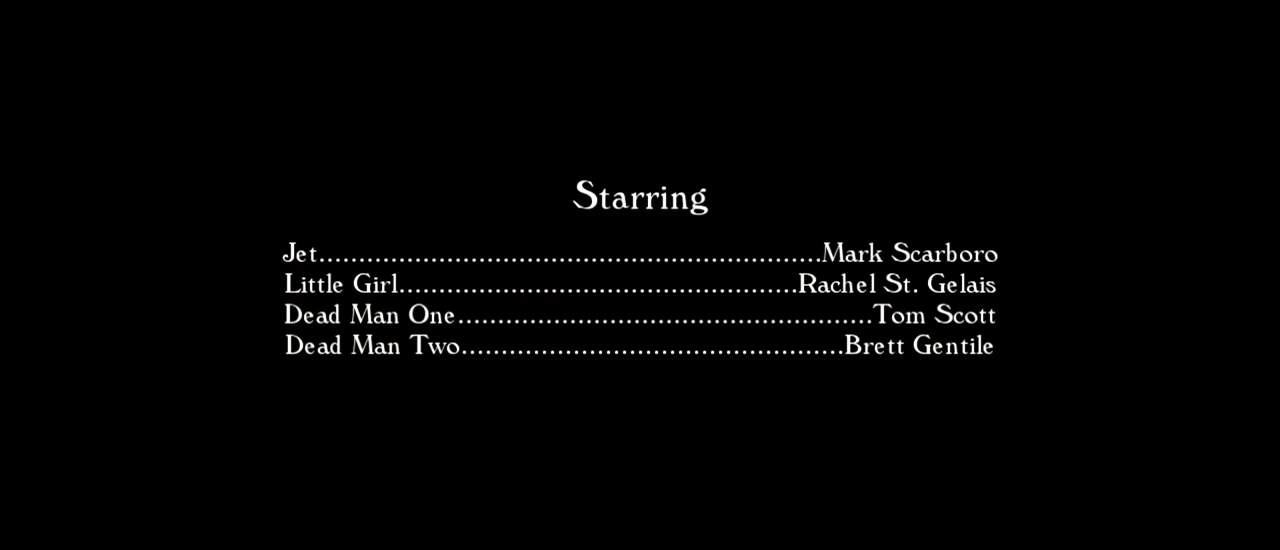 Starring
Jet..............................................................Mark Scarboro
Little Girl.................................................Rachel St. Gelais
Dead Man One...................................................Tom Scott
Dead Man Two...............................................Brett Gentile